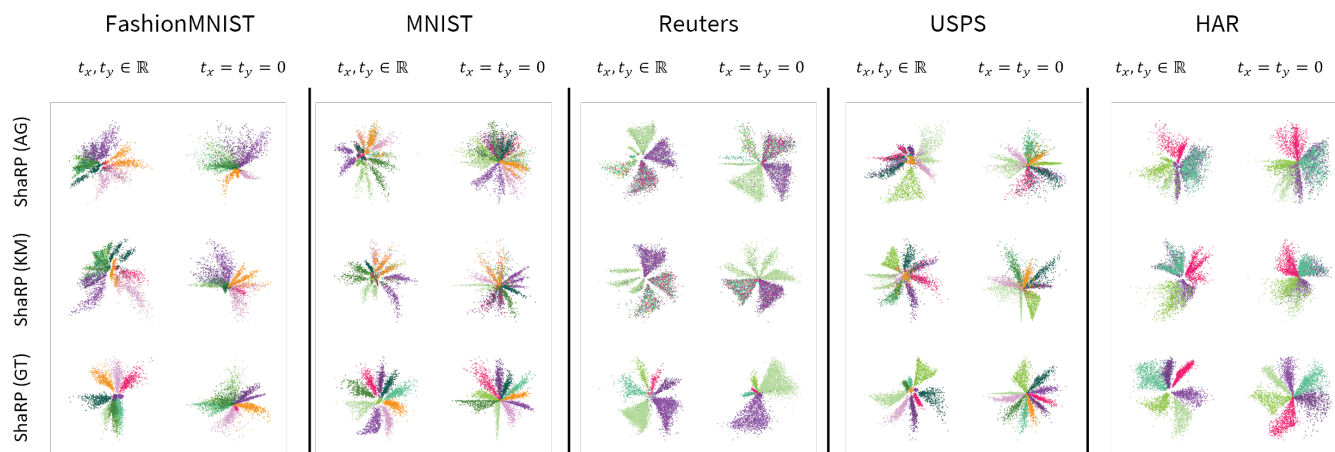 FashionMNIST MNIST Reuters USPS HAR
t_x, t_y ∈ ℝ t_x = t_y = 0 t_x, t_y ∈ ℝ t_x = t_y = 0 t_x, t_y ∈ ℝ t_x = t_y = 0 t_x, t_y ∈ ℝ t_x = t_y = 0 t_x, t_y ∈ ℝ t_x = t_y = 0
ShaRP (AG)
ShaRP (KM)
ShaRP (GT)